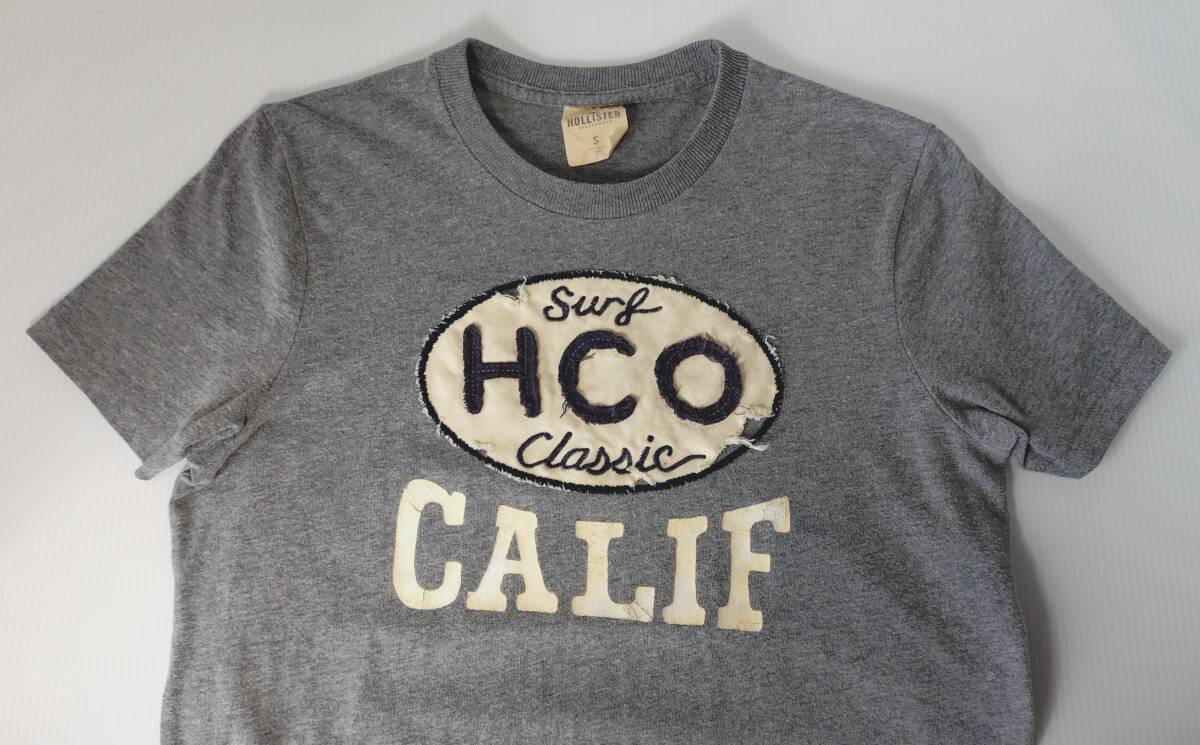 HOLLISTER
S
Surf
HCO
Classic
CALIF